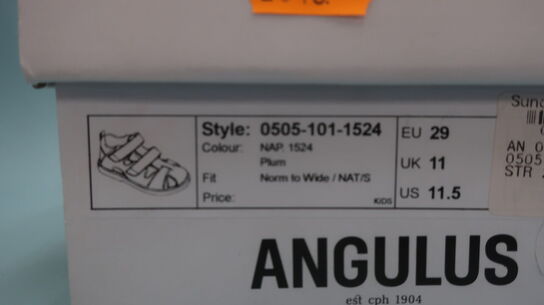 Style: 0505-101-1524
Colour: NAP. 1524
Plum
Fit Norm to Wide / NAT/S
Price:
KIDS
EU 29
UK 11
US 11.5
AN 0
0505
STR
ANGULUS
est cph 1904